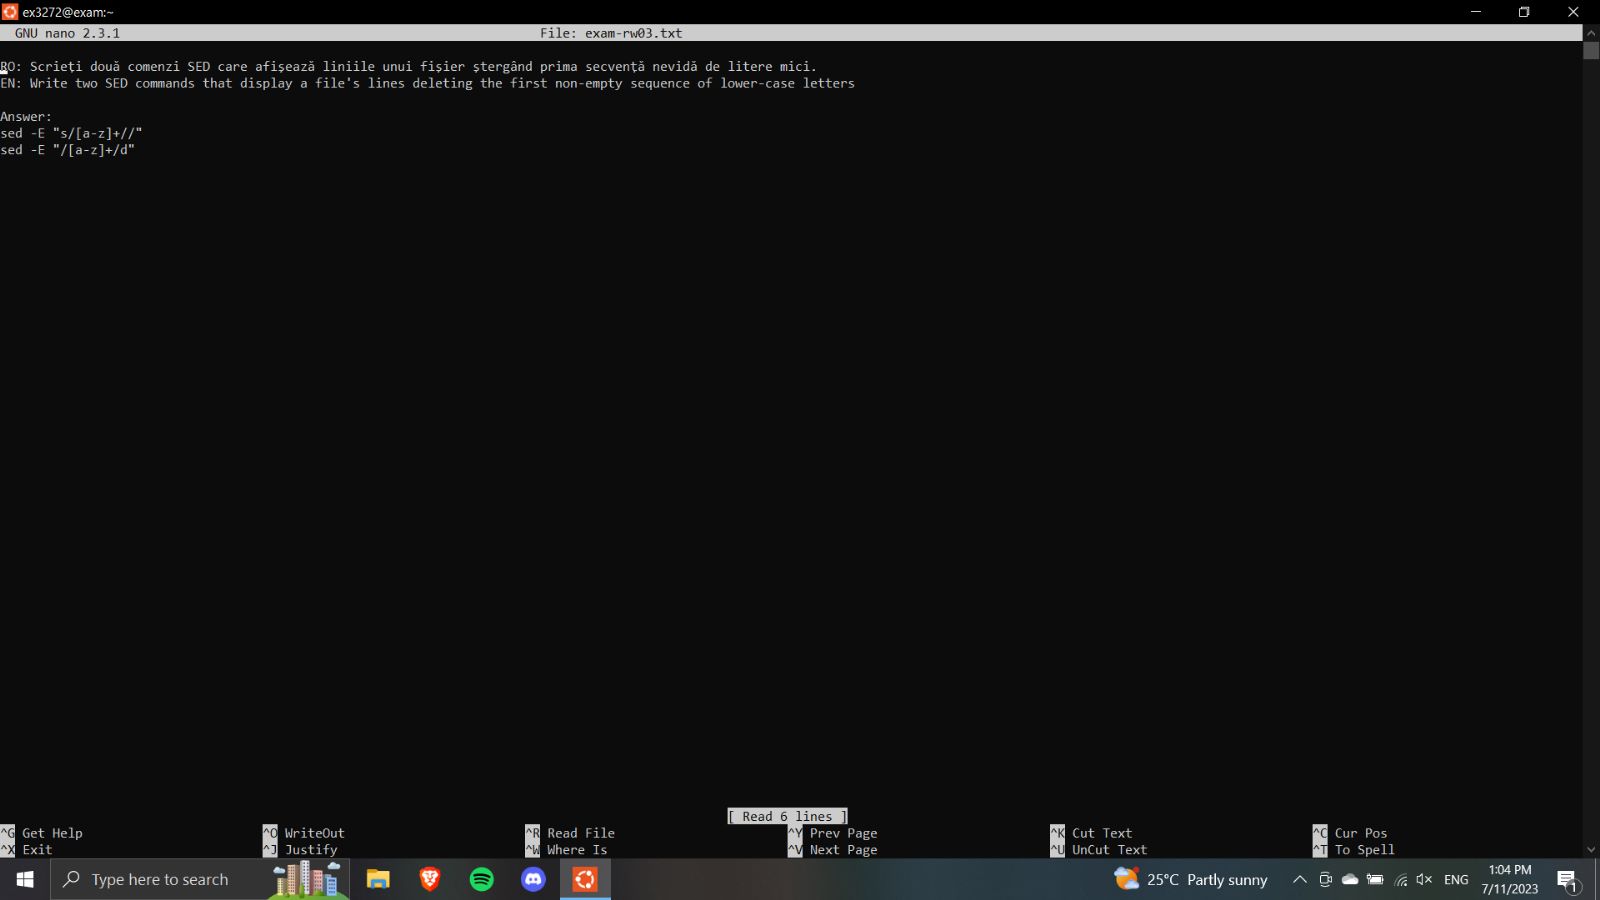 ex3272@exam:~
GNU nano 2.3.1 File: exam-rw03.txt
RO: Scrieți două comenzi SED care afișează liniile unui fișier ștergând prima secvență nevidă de litere mici.
EN: Write two SED commands that display a file's lines deleting the first non-empty sequence of lower-case letters
Answer:
sed -E "s/[a-z]+//"
sed -E "/[a-z]+/d"
[ Read 6 lines ]
^G Get Help ^O WriteOut ^R Read File ^Y Prev Page ^K Cut Text ^C Cur Pos
^X Exit ^J Justify ^W Where Is ^V Next Page ^U UnCut Text ^T To Spell
Type here to search 25°C Partly sunny ENG 1:04 PM
7/11/2023 1